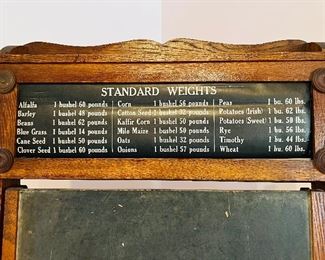 STANDARD WEIGHTS
Alfalfa 1 bushel 60 pounds Corn 1 bushel 56 pounds Peas 1 bu. 60 lbs.
Barley 1 bushel 48 pounds Cotton Seed 1 bushel 32 pounds Potatoes (Irish) 1 bu. 60 lbs.
Beans 1 bushel 62 pounds Kaffir Corn 1 bushel 50 pounds Potatoes (Sweet) 1 bu. 50 lbs.
Blue Grass 1 bushel 14 pounds Milo Maize 1 bushel 50 pounds Rye 1 bu. 56 lbs.
Cane Seed 1 bushel 50 pounds Oats 1 bushel 32 pounds Timothy 1 bu. 44 lbs.
Clover Seed 1 bushel 60 pounds Onions 1 bushel 57 pounds Wheat 1 bu. 60 lbs.